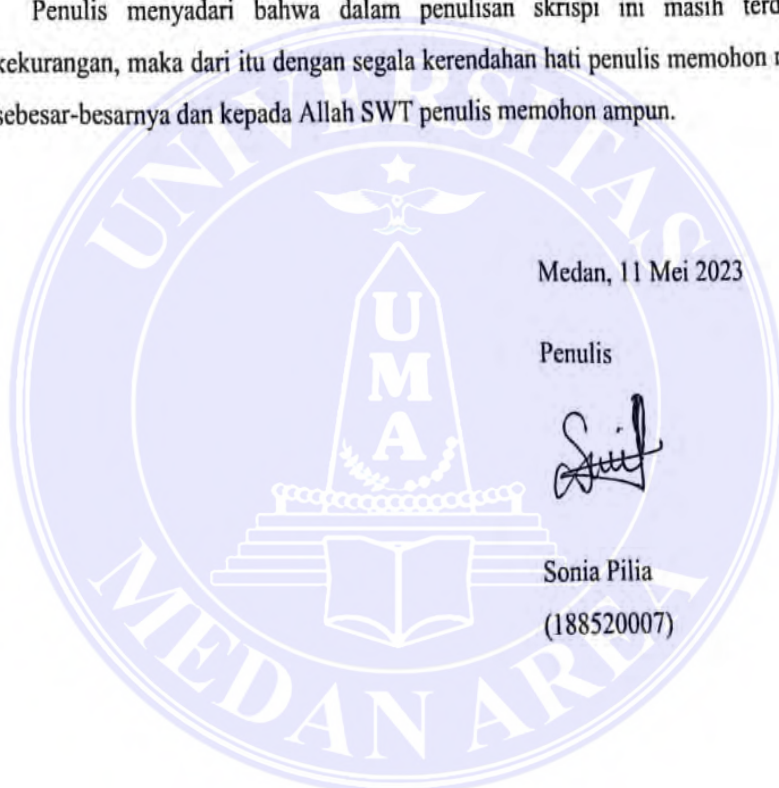 Penulis menyadari bahwa dalam penulisan skripsi ini masih
kekurangan, maka dari itu dengan segala kerendahan hati penulis memohon
sebesar-besarnya dan kepada Allah SWT penulis memohon ampun.
UNIVERSITAS
UMA
MEDAN AREA
Medan, 11 Mei 2023
Penulis
Sonia Pilia
(188520007)